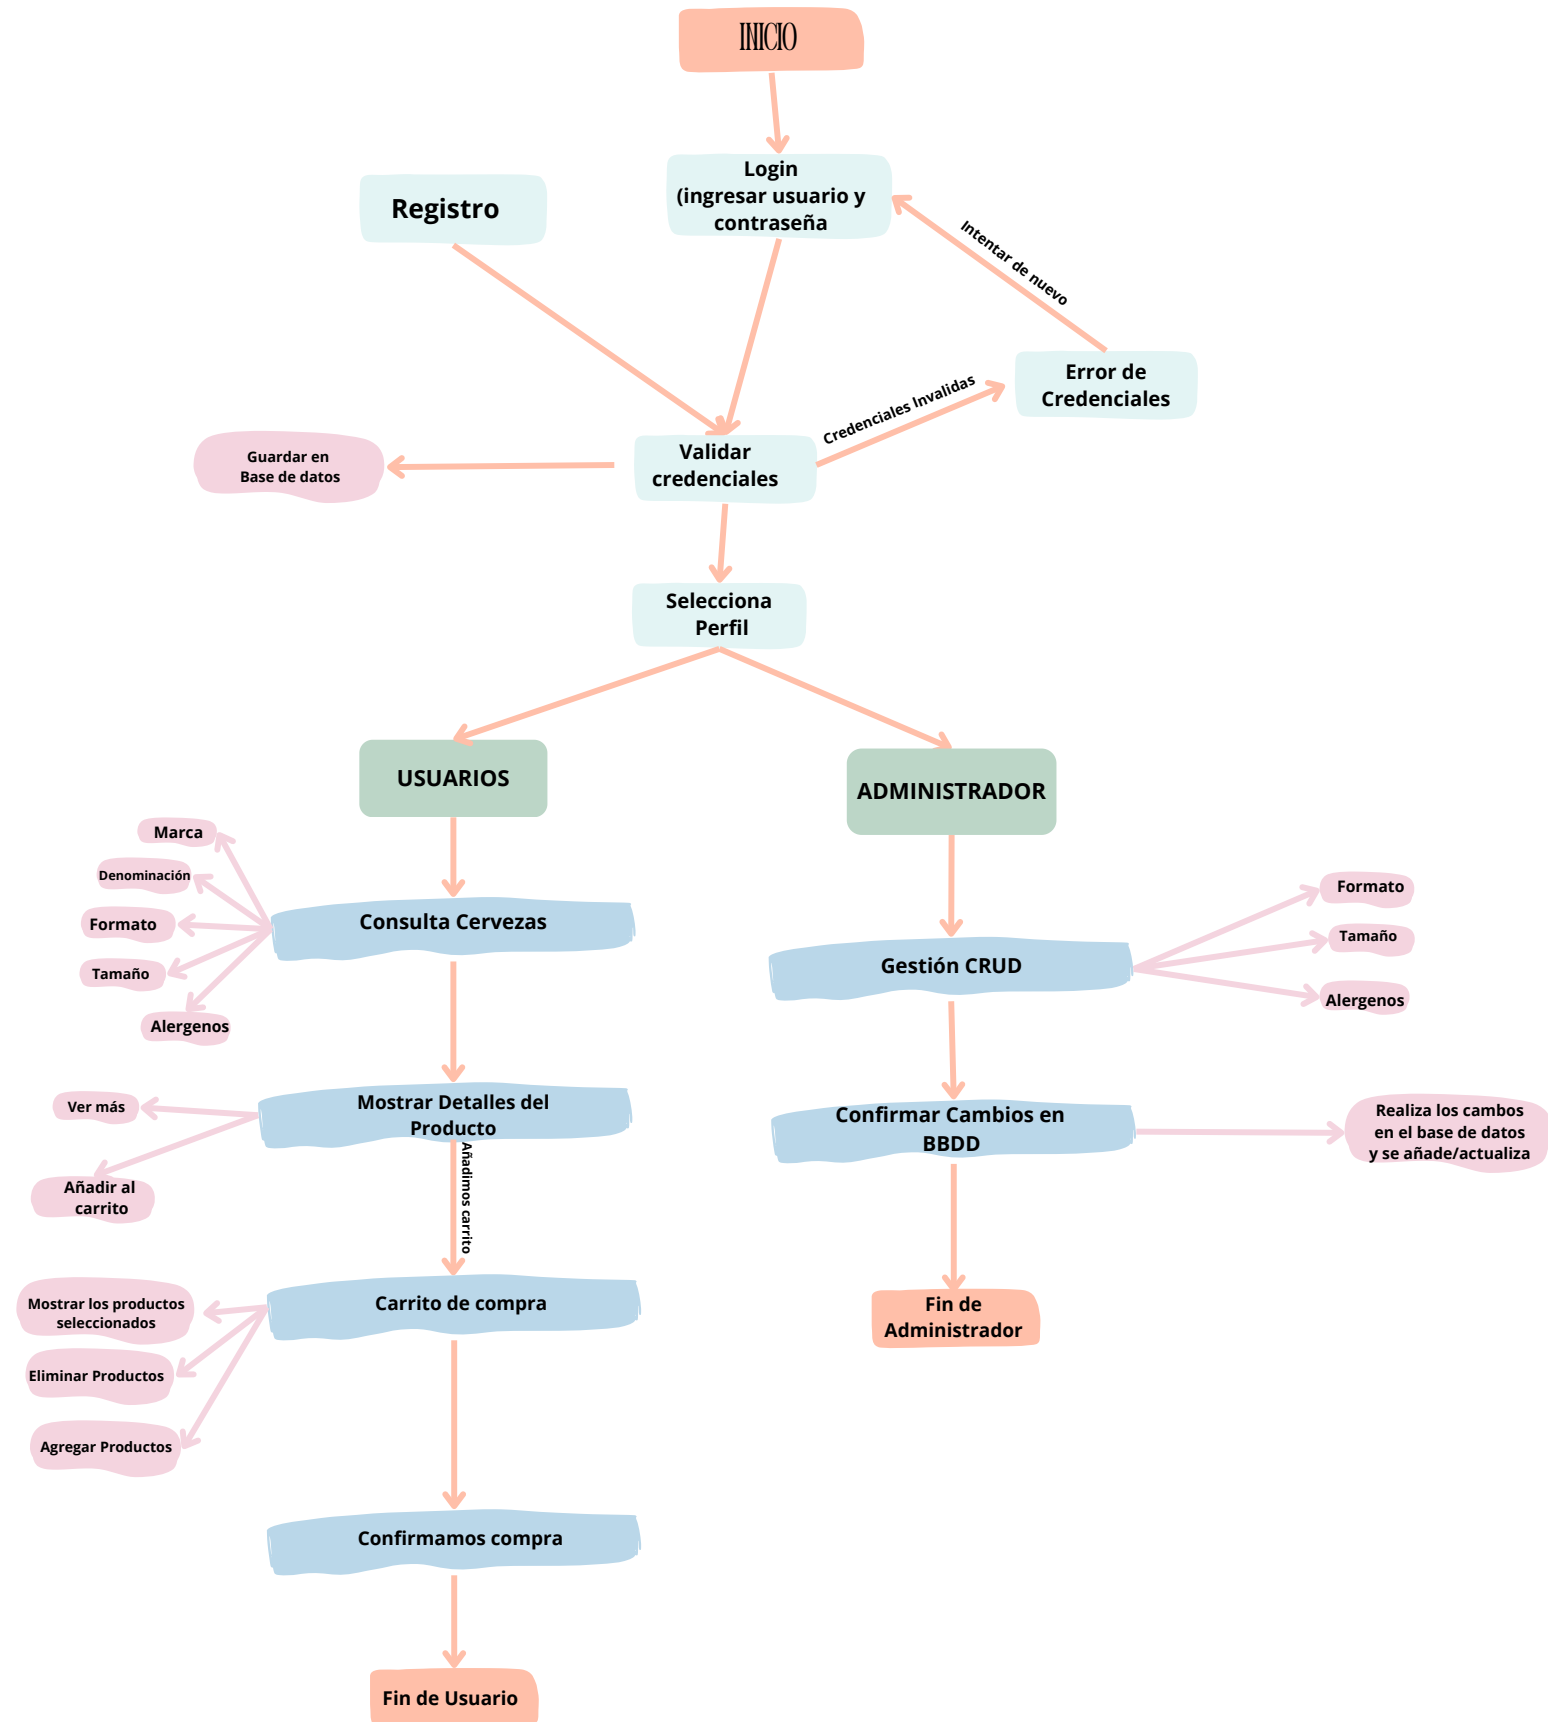 INICIO
Login
(ingresar usuario y
contraseña
Registro
Intentar de nuevo
Error de
Credenciales
Credenciales Invalidas
Validar
credenciales
Guardar en
Base de datos
Selecciona
Perfil
USUARIOS
ADMINISTRADOR
Marca
Denominación
Formato
Tamaño
Alergenos
Consulta Cervezas
Gestión CRUD
Formato
Tamaño
Alergenos
Ver más
Añadir al
carrito
Mostrar Detalles del
Producto
Añadimos carrito
Confirmar Cambios en
BBDD
Realiza los cambos
en el base de datos
y se añade/actualiza
Mostrar los productos
seleccionados
Eliminar Productos
Agregar Productos
Carrito de compra
Fin de
Administrador
Confirmamos compra
Fin de Usuario